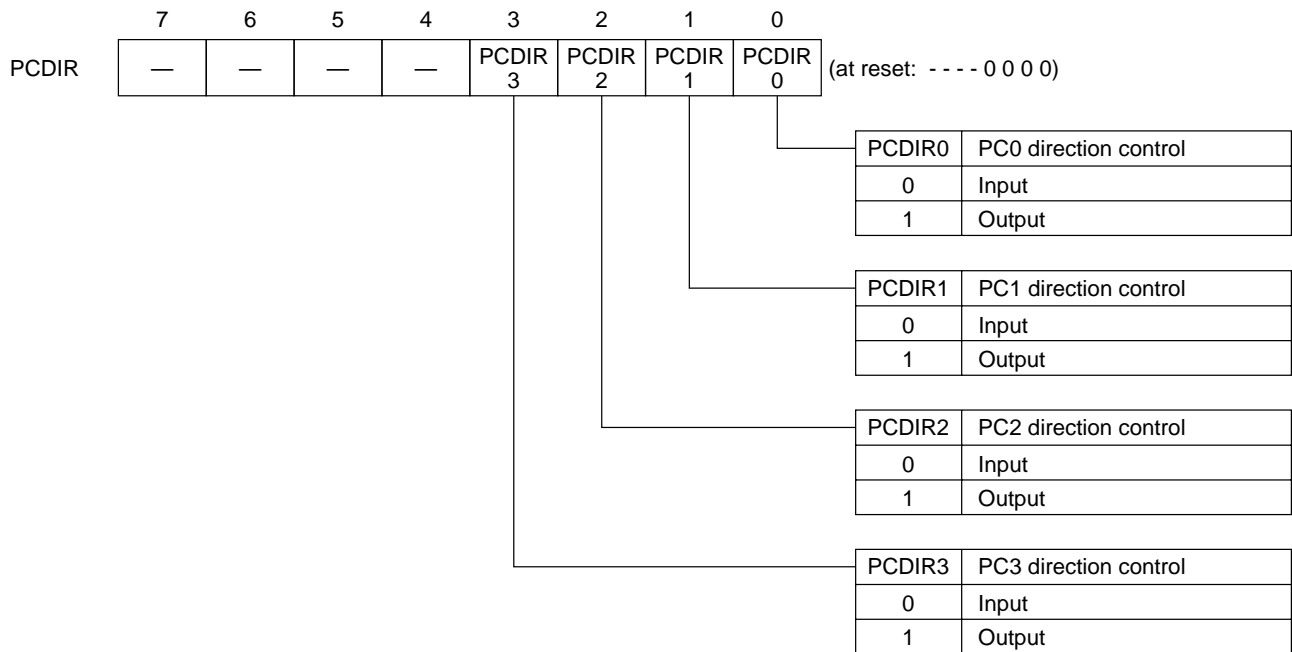 7 6 5 4 3 2 1 0
PCDIR — — — — PCDIR 3 PCDIR 2 PCDIR 1 PCDIR 0 (at reset: - - - - 0 0 0 0)
PCDIR0 PC0 direction control
0 Input
1 Output
PCDIR1 PC1 direction control
0 Input
1 Output
PCDIR2 PC2 direction control
0 Input
1 Output
PCDIR3 PC3 direction control
0 Input
1 Output